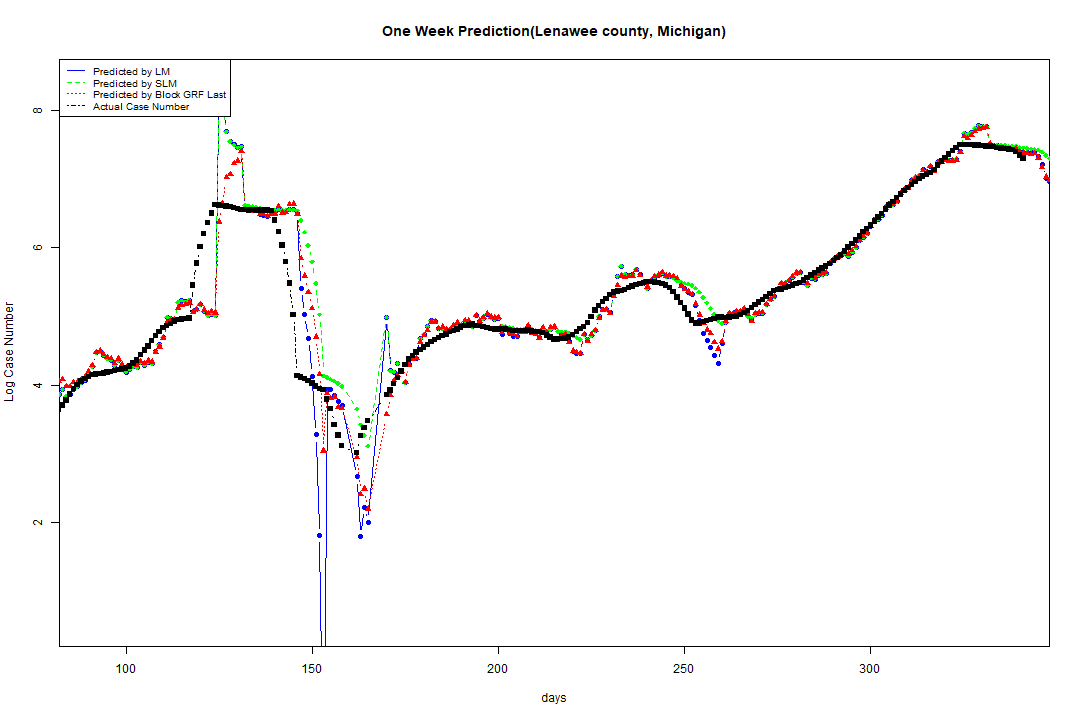 One Week Prediction(Lenawee county, Michigan)
Predicted by LM
Predicted by SLM
Predicted by Block GRF Last
Actual Case Number
8
6
4
2
Log Case Number
100 150 200 250 300
days